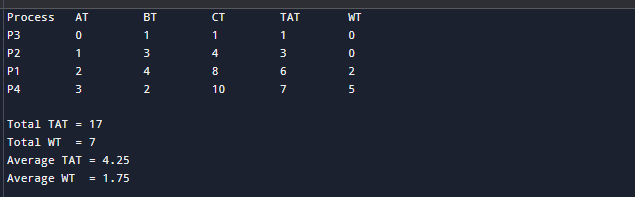 Process AT BT CT TAT WT
P3 0 1 1 1 0
P2 1 3 4 3 0
P1 2 4 8 6 2
P4 3 2 10 7 5
Total TAT = 17
Total WT = 7
Average TAT = 4.25
Average WT = 1.75